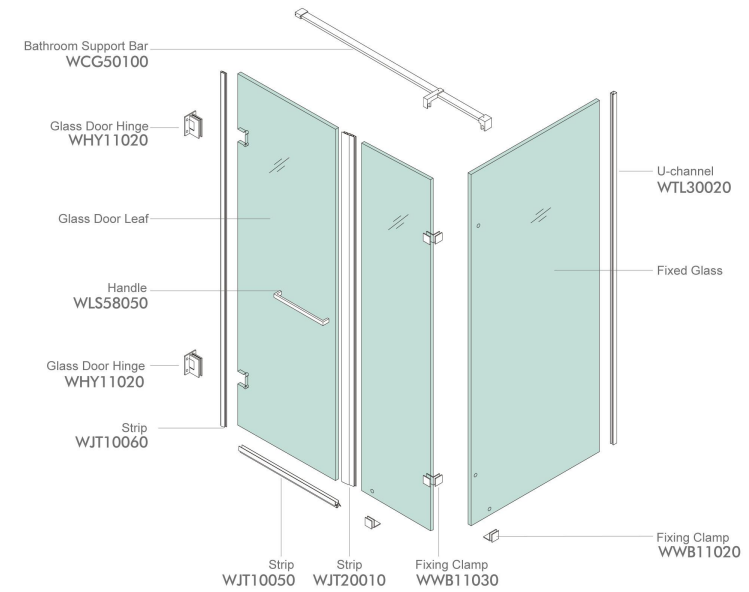 Bathroom Support Bar
WCG50100
Glass Door Hinge
WHY11020
Glass Door Leaf
Handle
WLS58050
Glass Door Hinge
WHY11020
Strip
WJT10060
U-channel
WTL30020
Fixed Glass
Fixing Clamp
WWB11020
Strip
WJT10050
Strip
WJT20010
Fixing Clamp
WWB11030